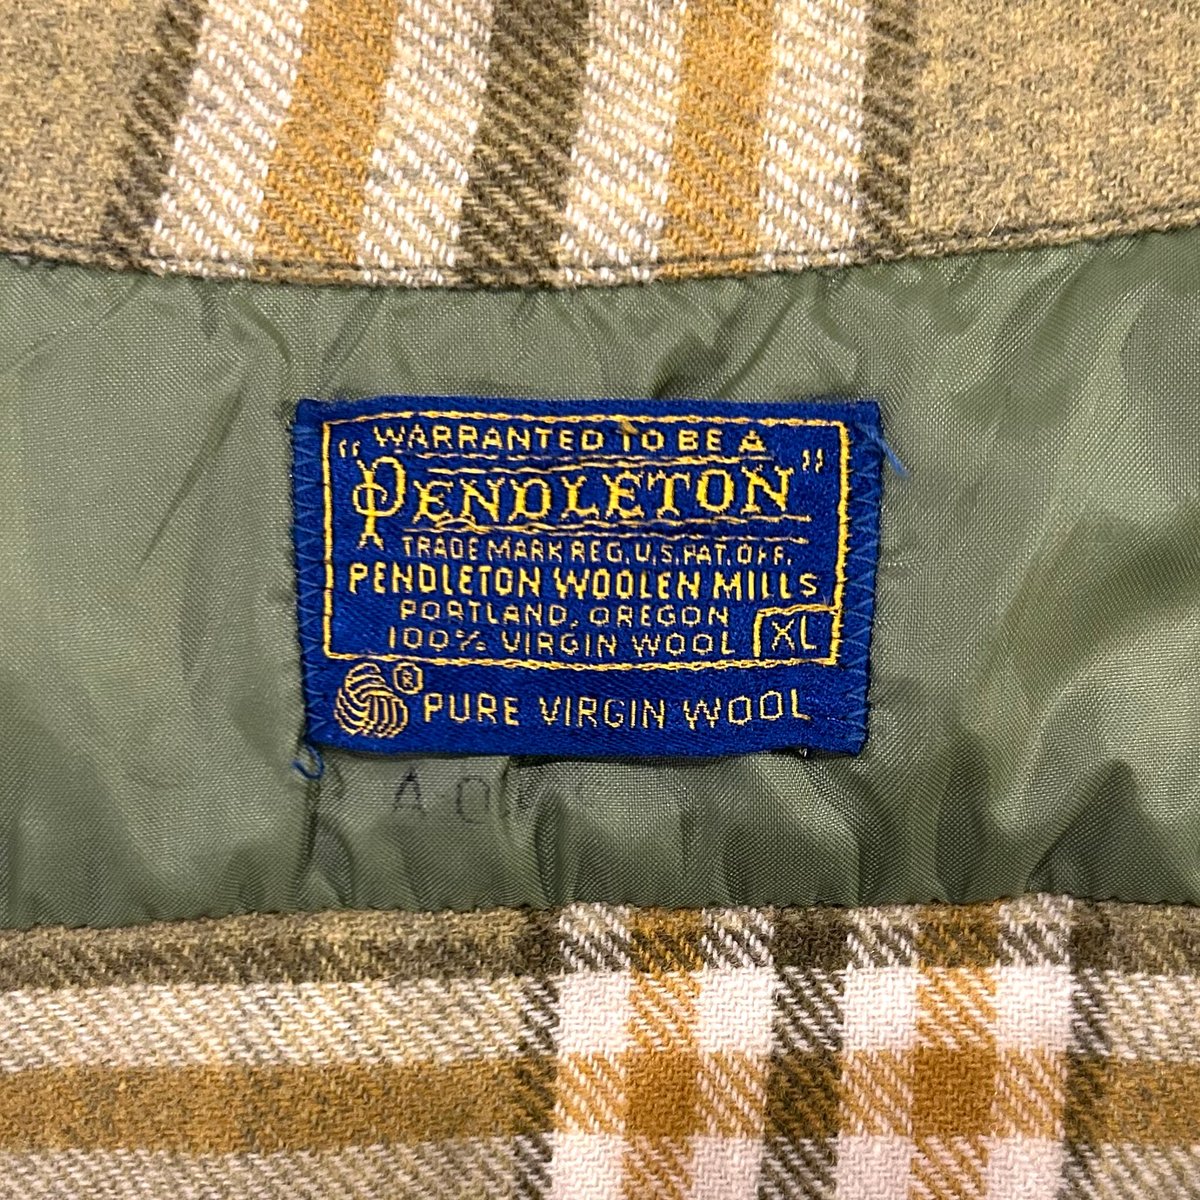 WARRANTED TO BE A
"PENDLETON"
TRADE MARK REG. U.S. PAT. OFF.
PENDLETON WOOLEN MILLS
PORTLAND, OREGON
100% VIRGIN WOOL XL
® PURE VIRGIN WOOL